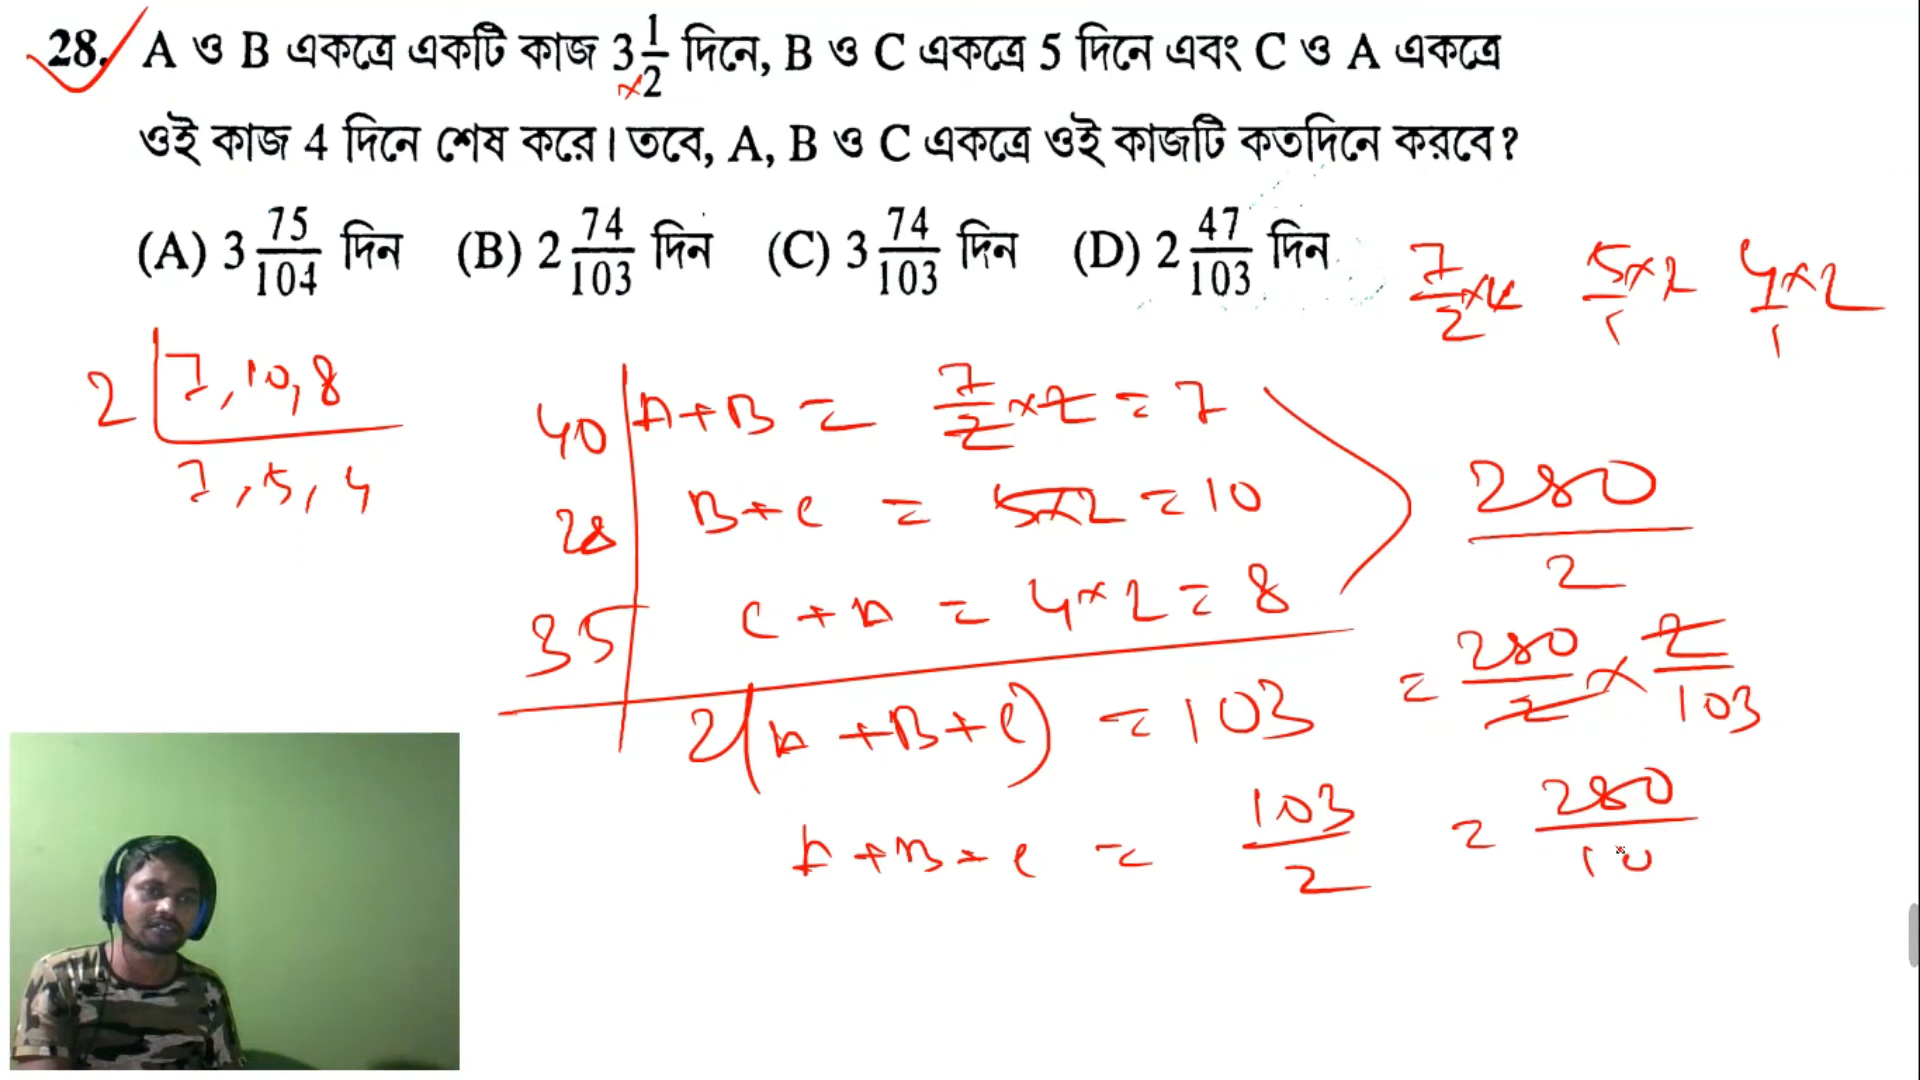 28. A ও B একত্রে একটি কাজ 3 1/2 দিনে, B ও C একত্রে 5 দিনে এবং C ও A একত্রে
×
ওই কাজ 4 দিনে শেষ করে। তবে, A, B ও C একত্রে ওই কাজটি কতদিনে করবে?
(A) 3 75/104 দিন (B) 2 74/103 দিন (C) 3 74/103 দিন (D) 2 47/103 দিন
7/2 × 2 5×2/1 4×2/1
2 | 7, 10, 8
7, 5, 4
40 | A+B = 7/2 × 2 = 7
28 | B+C = 5×2 = 10
35 | C+A = 4×2 = 8
280/2
2(A+B+C) = 103
= 280/2 × 2/103
A+B+C = 103/2
= 280/10